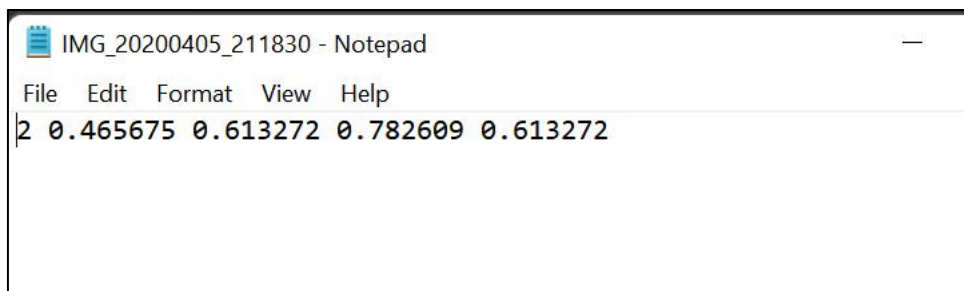 IMG_20200405_211830 - Notepad
File Edit Format View Help
2 0.465675 0.613272 0.782609 0.613272